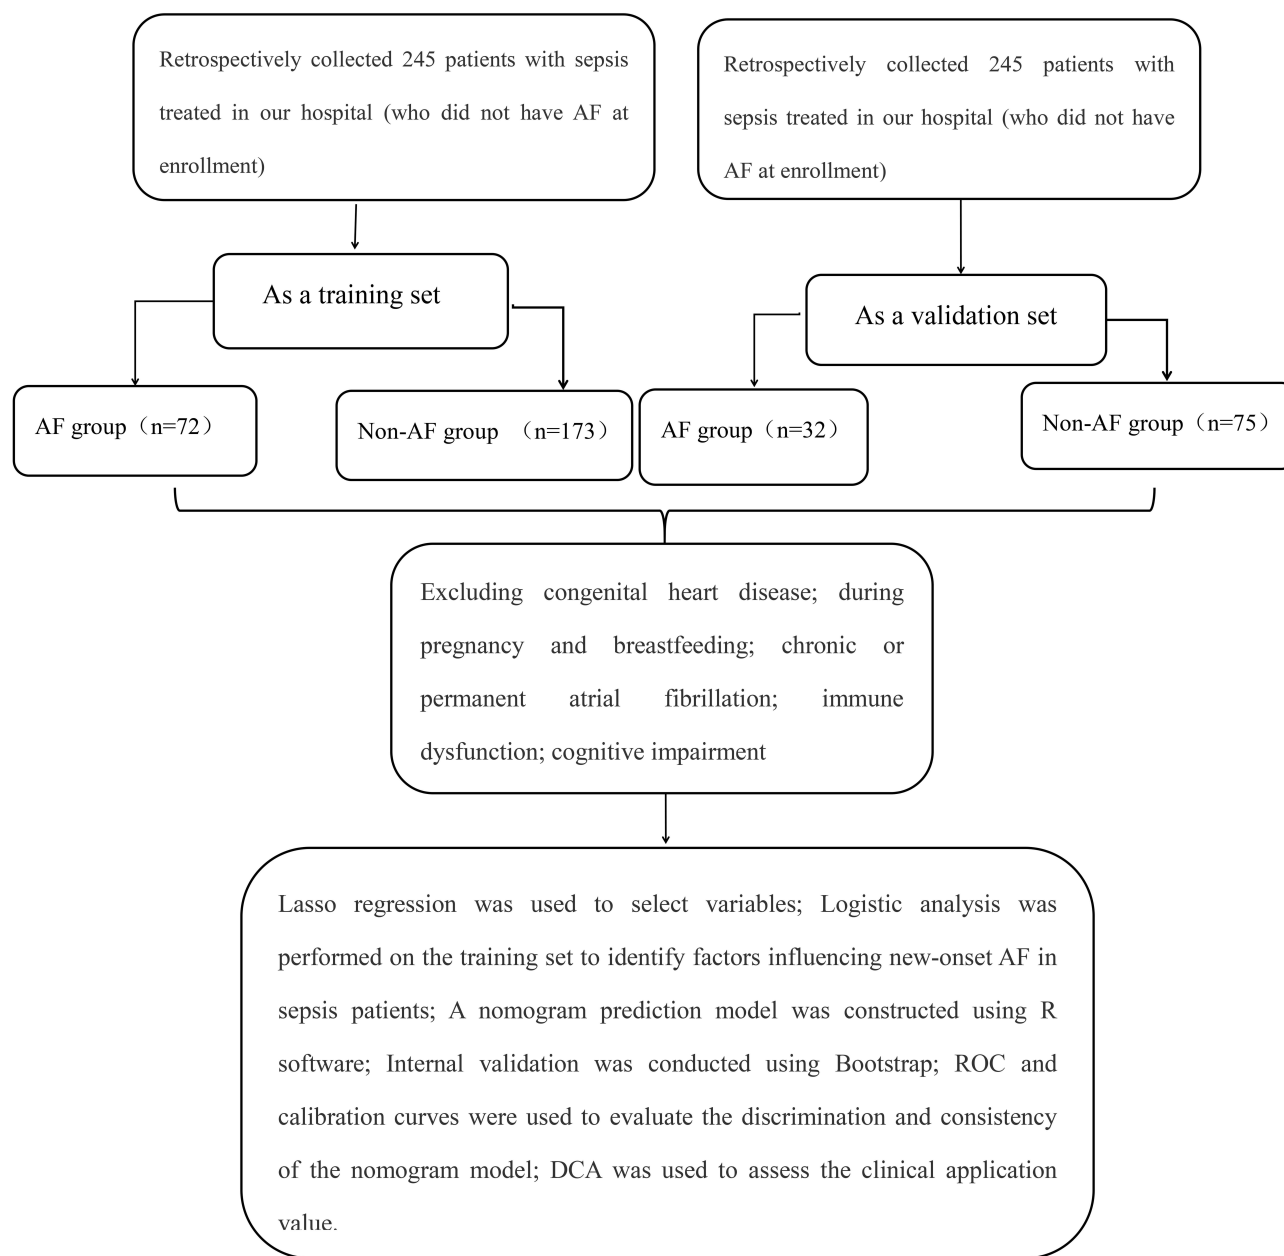 Retrospectively collected 245 patients with sepsis
treated in our hospital (who did not have AF at
enrollment)
Retrospectively collected 245 patients with
sepsis treated in our hospital (who did not have
AF at enrollment)
As a training set
As a validation set
AF group（n=72）
Non-AF group （n=173）
AF group（n=32）
Non-AF group（n=75）
Excluding congenital heart disease; during
pregnancy and breastfeeding; chronic or
permanent atrial fibrillation; immune
dysfunction; cognitive impairment
Lasso regression was used to select variables; Logistic analysis was
performed on the training set to identify factors influencing new-onset AF in
sepsis patients; A nomogram prediction model was constructed using R
software; Internal validation was conducted using Bootstrap; ROC and
calibration curves were used to evaluate the discrimination and consistency
of the nomogram model; DCA was used to assess the clinical application
value.